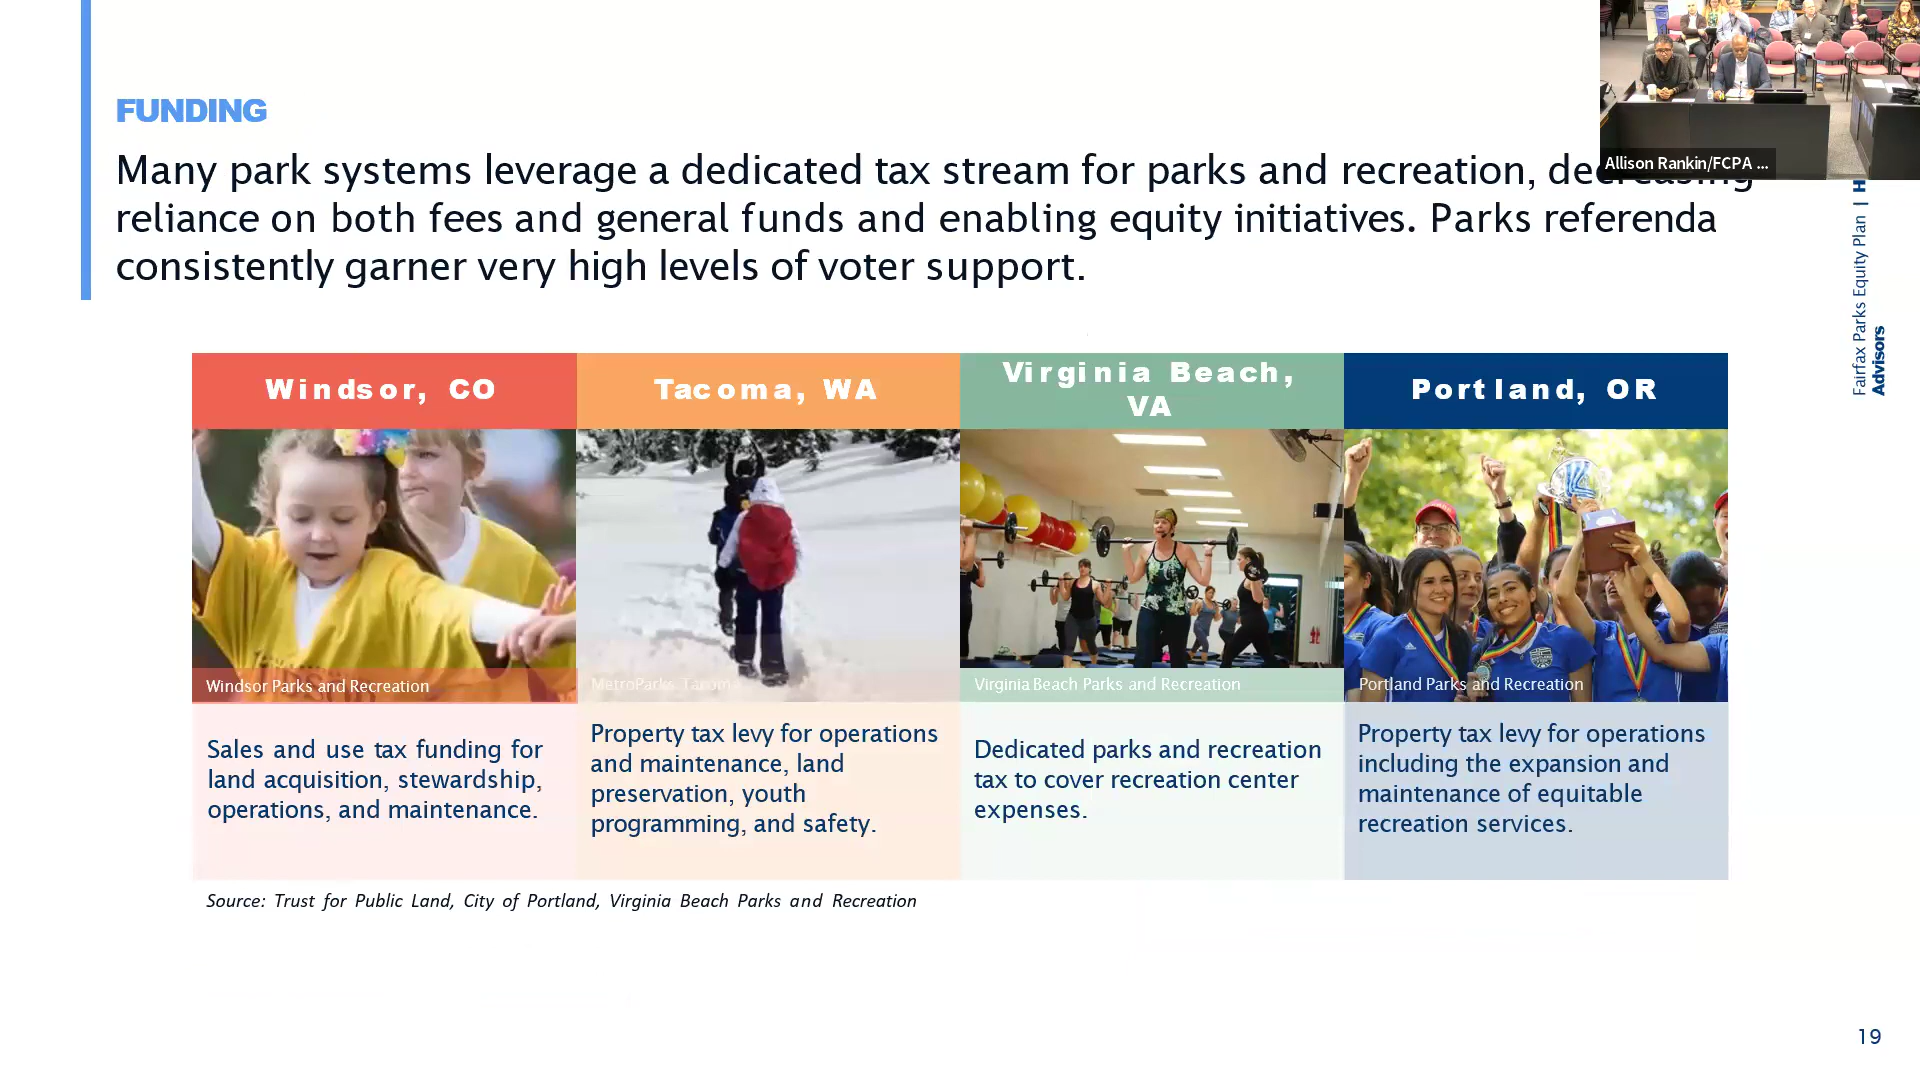 FUNDING
Many park systems leverage a dedicated tax stream for parks and recreation, decreasing
reliance on both fees and general funds and enabling equity initiatives. Parks referenda
consistently garner very high levels of voter support.
Allison Rankin/FCPA ...
Fairfax Parks Equity Plan | H
Advisors
Windsor, CO
Tacoma, WA
Virginia Beach,
VA
Portland, OR
Windsor Parks and Recreation
MetroParks Tacoma
Virginia Beach Parks and Recreation
Portland Parks and Recreation
Sales and use tax funding for
land acquisition, stewardship,
operations, and maintenance.
Property tax levy for operations
and maintenance, land
preservation, youth
programming, and safety.
Dedicated parks and recreation
tax to cover recreation center
expenses.
Property tax levy for operations
including the expansion and
maintenance of equitable
recreation services.
Source: Trust for Public Land, City of Portland, Virginia Beach Parks and Recreation
19